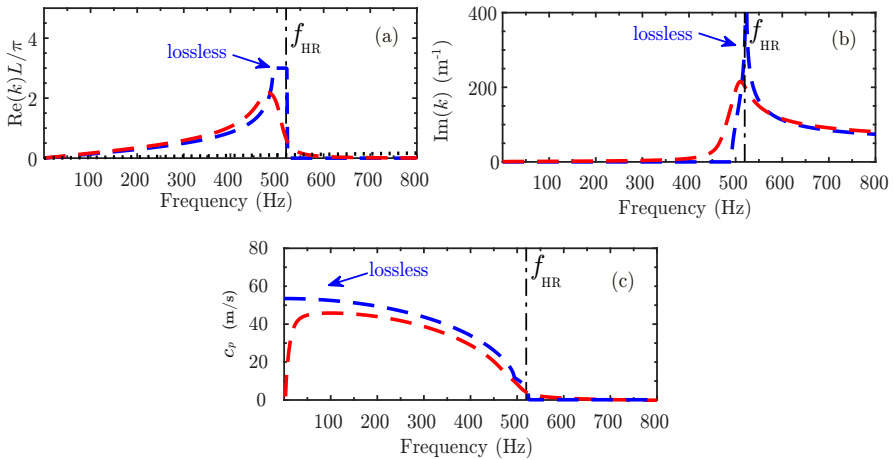 Re(k)L/π
4
2
0
lossless
f_HR
(a)
100 200 300 400 500 600 700 800
Frequency (Hz)
Im(k) (m⁻¹)
400
200
0
lossless
f_HR
(b)
100 200 300 400 500 600 700 800
Frequency (Hz)
c_p (m/s)
80
60
40
20
0
lossless
f_HR
(c)
100 200 300 400 500 600 700 800
Frequency (Hz)